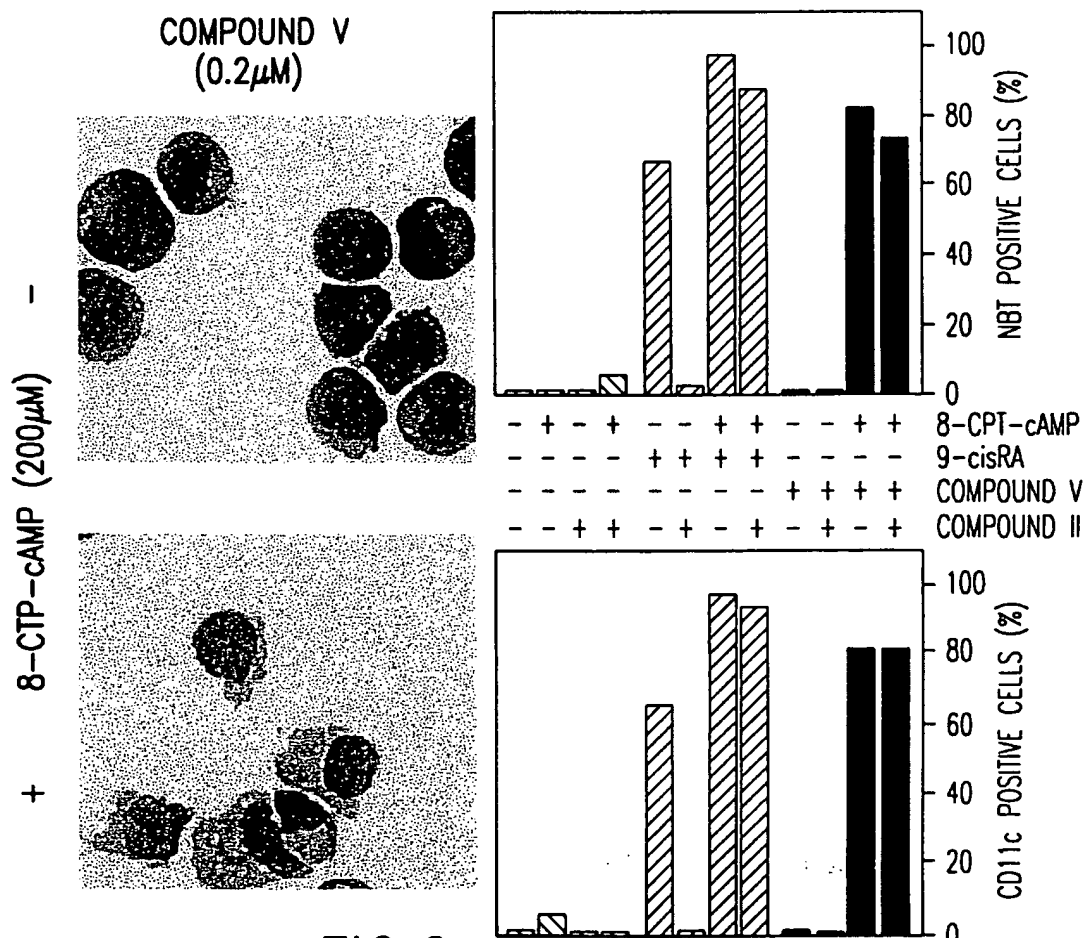 COMPOUND V
(0.2μM)
8-CTP-cAMP (200μM)
-
+
100
80
60
40
20
0
NBT POSITIVE CELLS (%)
- + - + - - + + - - + + 8-CPT-cAMP
- - - - + + + + - - - - 9-cisRA
- - - - - - - - + + + + COMPOUND V
- - + + - + - + - + - + COMPOUND II
100
80
60
40
20
0
CD11c POSITIVE CELLS (%)